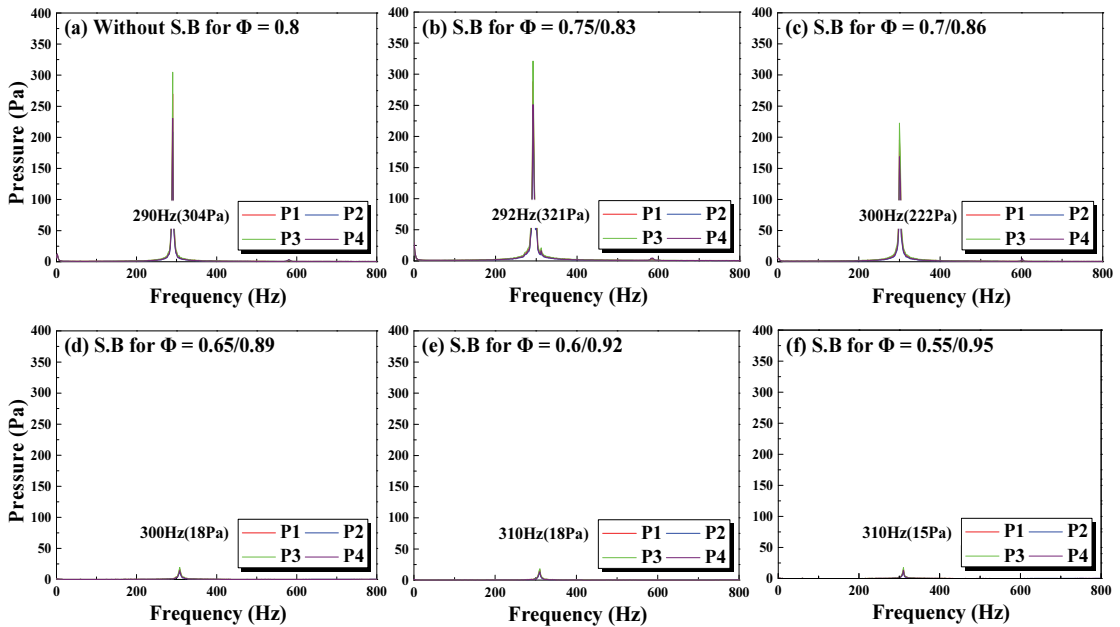 (a) Without S.B for Φ = 0.8
400
350
300
250
200
150
100
50
0
Pressure (Pa)
290Hz(304Pa)
P1 P2
P3 P4
0 200 400 600 800
Frequency (Hz)
(b) S.B for Φ = 0.75/0.83
400
350
300
250
200
150
100
50
0
292Hz(321Pa)
P1 P2
P3 P4
0 200 400 600 800
Frequency (Hz)
(c) S.B for Φ = 0.7/0.86
400
350
300
250
200
150
100
50
0
300Hz(222Pa)
P1 P2
P3 P4
0 200 400 600 800
Frequency (Hz)
(d) S.B for Φ = 0.65/0.89
400
350
300
250
200
150
100
50
0
Pressure (Pa)
300Hz(18Pa)
P1 P2
P3 P4
0 200 400 600 800
Frequency (Hz)
(e) S.B for Φ = 0.6/0.92
400
350
300
250
200
150
100
50
0
310Hz(18Pa)
P1 P2
P3 P4
0 200 400 600 800
Frequency (Hz)
(f) S.B for Φ = 0.55/0.95
400
350
300
250
200
150
100
50
0
310Hz(15Pa)
P1 P2
P3 P4
0 200 400 600 800
Frequency (Hz)